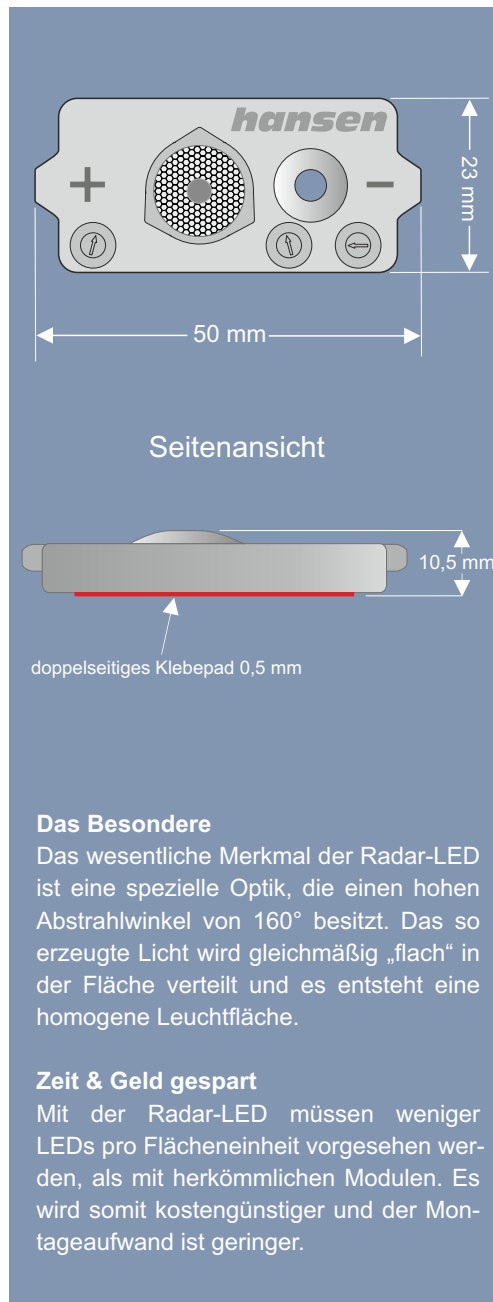 hansen
+ −
23 mm
50 mm
Seitenansicht
10,5 mm
doppelseitiges Klebepad 0,5 mm
Das Besondere
Das wesentliche Merkmal der Radar-LED
ist eine spezielle Optik, die einen hohen
Abstrahlwinkel von 160° besitzt. Das so
erzeugte Licht wird gleichmäßig „flach“ in
der Fläche verteilt und es entsteht eine
homogene Leuchtfläche.
Zeit & Geld gespart
Mit der Radar-LED müssen weniger
LEDs pro Flächeneinheit vorgesehen wer-
den, als mit herkömmlichen Modulen. Es
wird somit kostengünstiger und der Mon-
tageaufwand ist geringer.